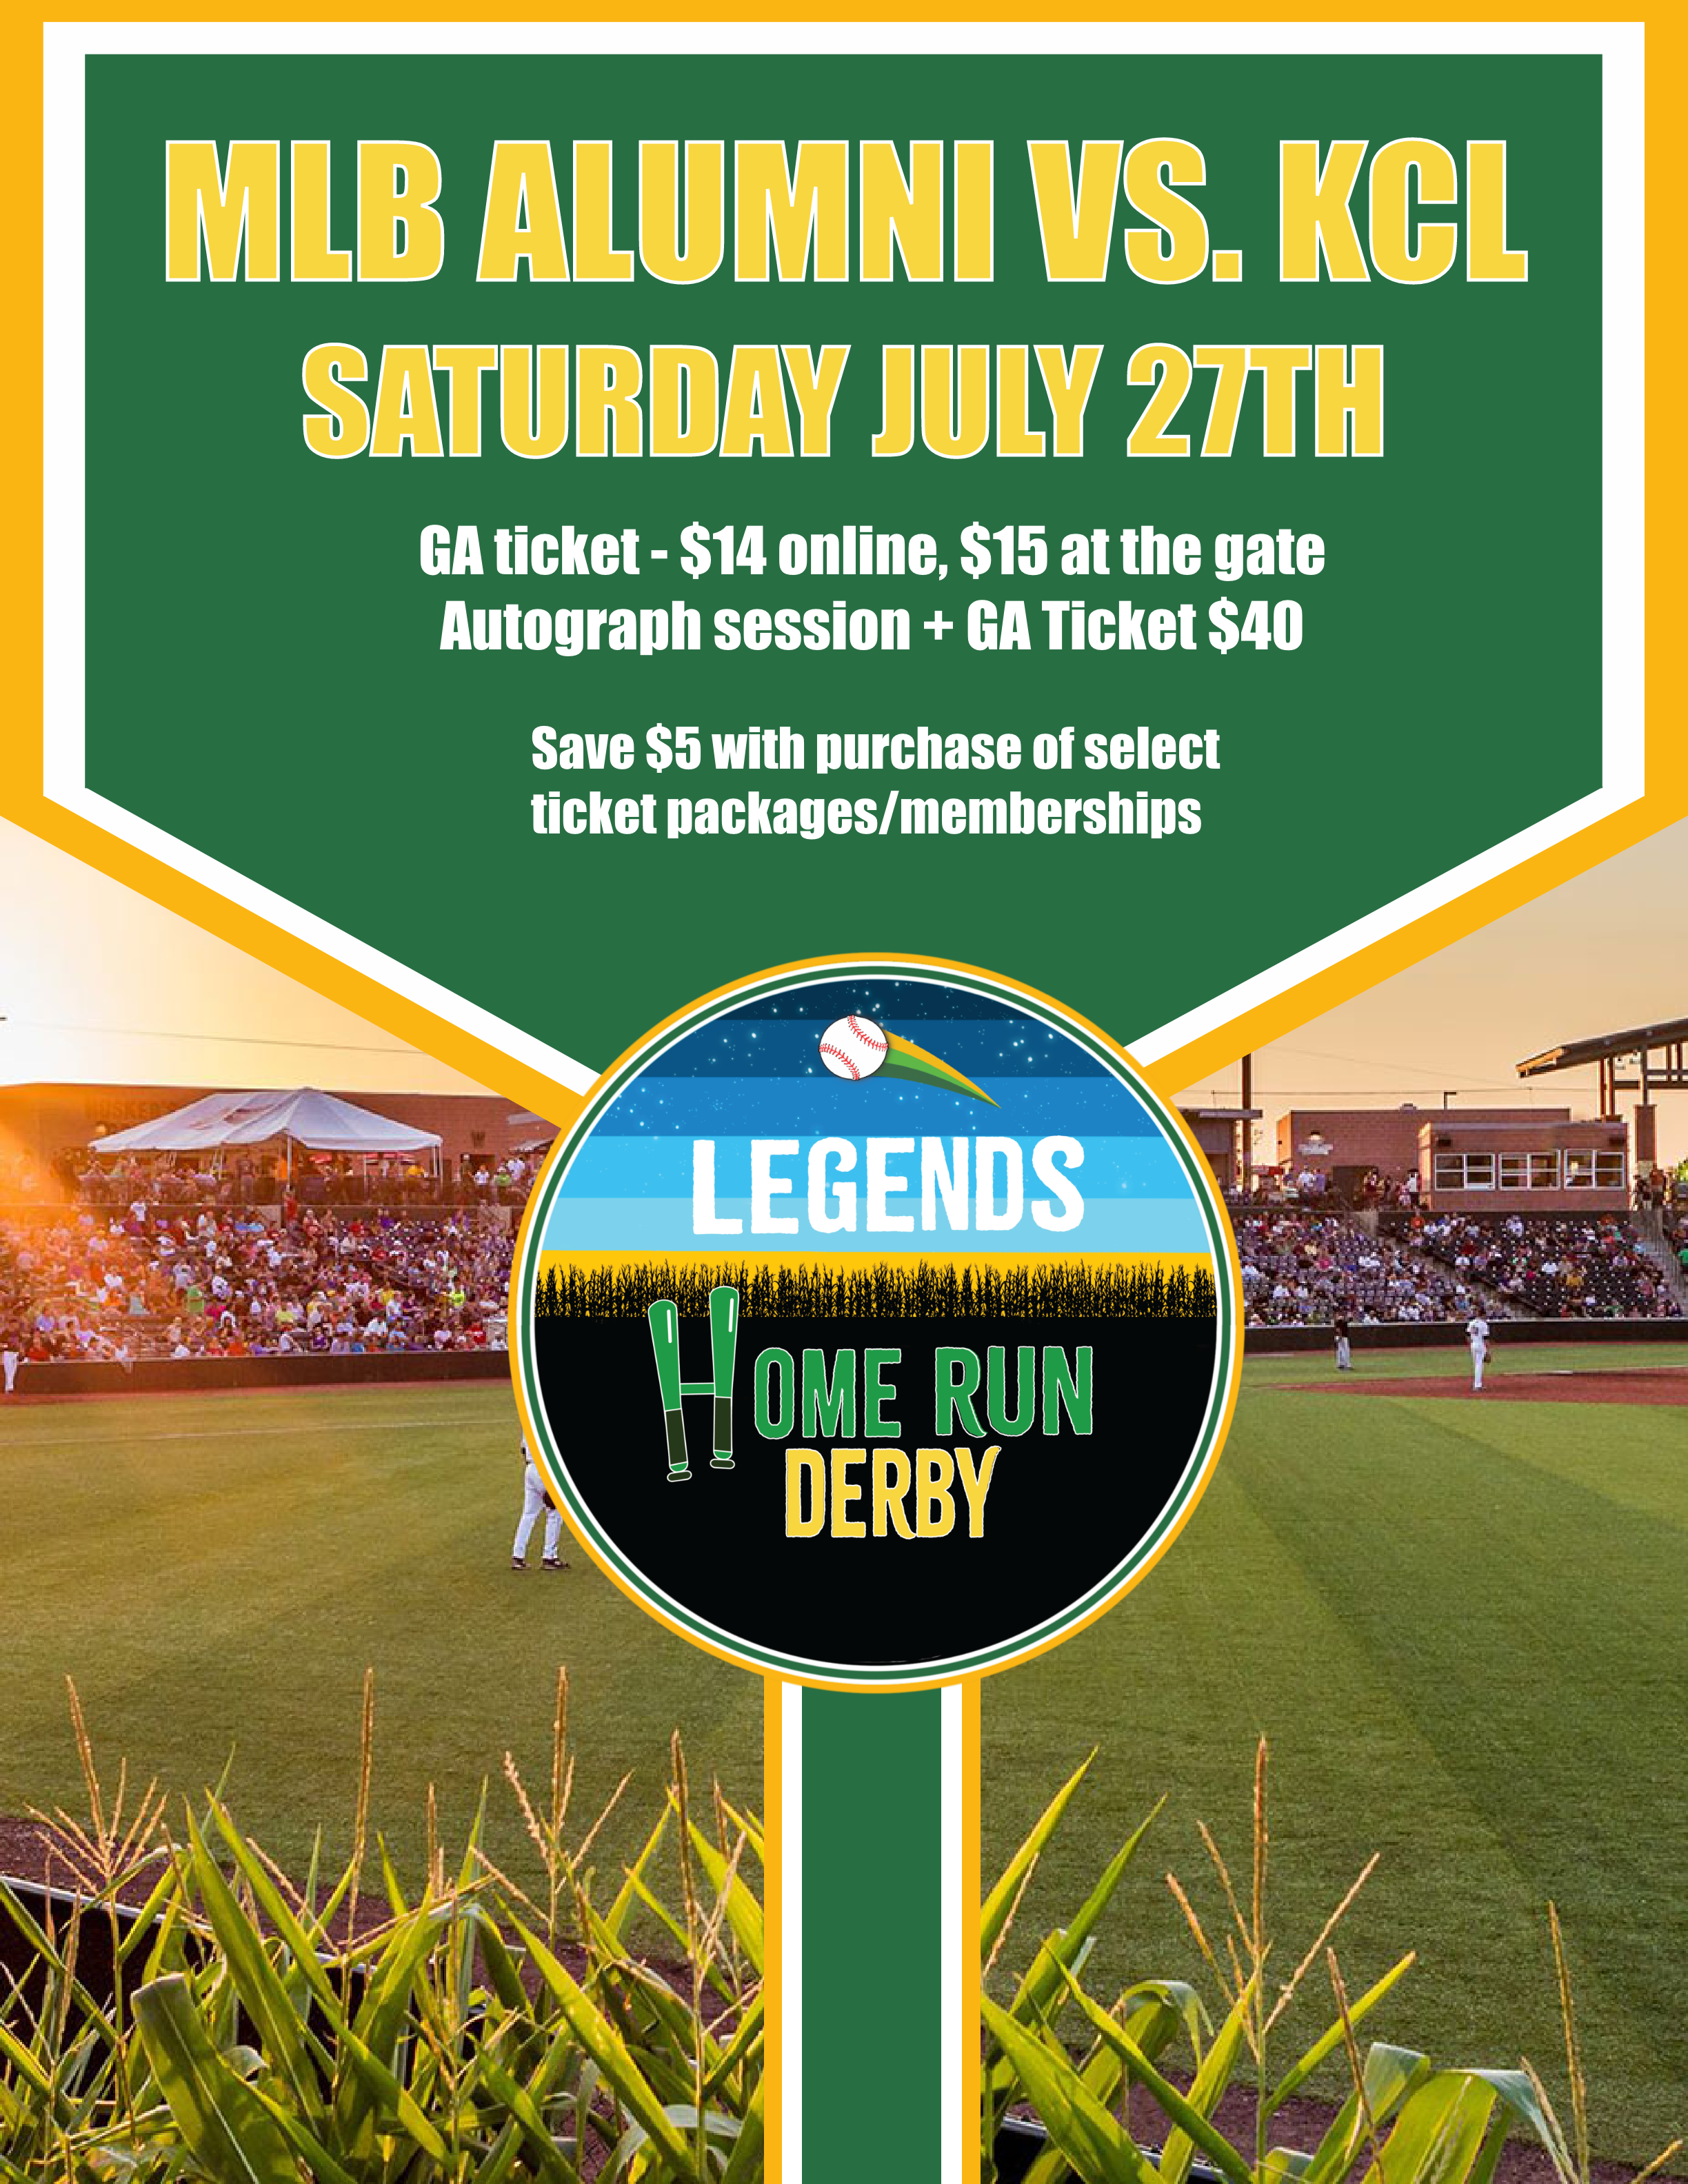 MLB ALUMNI VS. KCL
SATURDAY JULY 27TH
GA ticket - $14 online, $15 at the gate
Autograph session + GA Ticket $40
Save $5 with purchase of select
ticket packages/memberships
LEGENDS
HOME RUN
DERBY